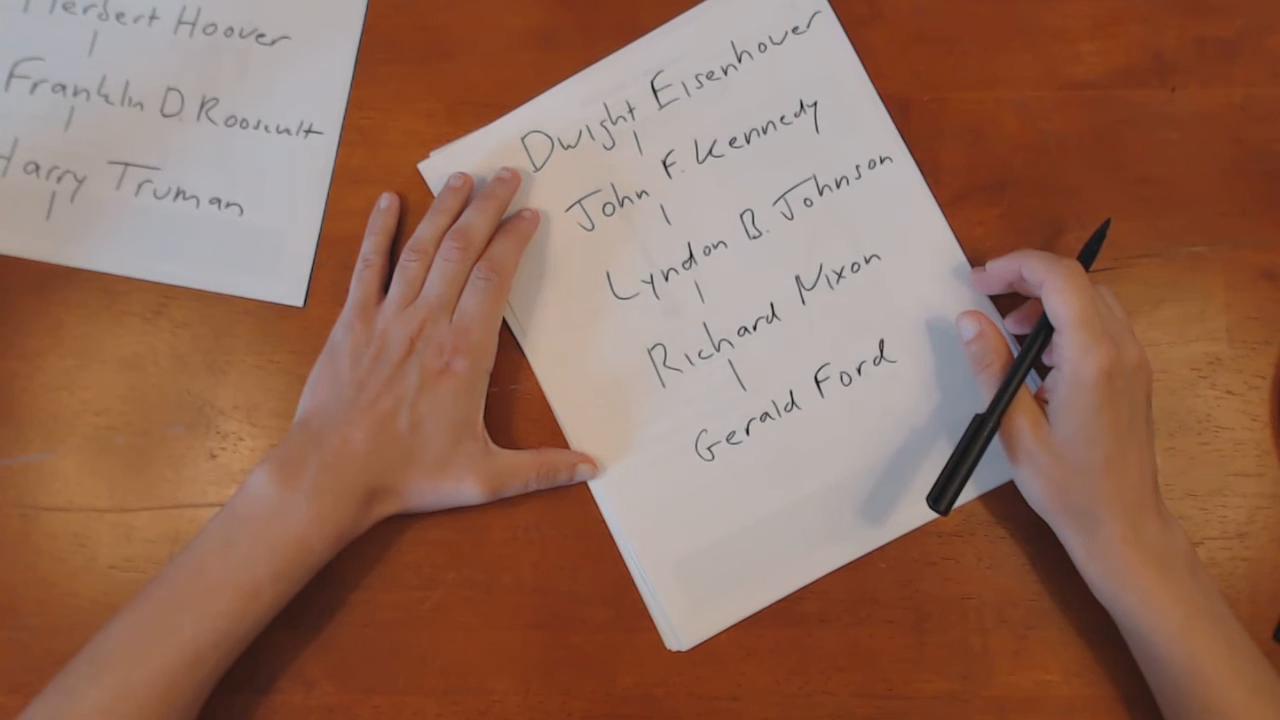 Herbert Hoover
Franklin D. Roosevelt
Harry Truman
Dwight Eisenhower
John F. Kennedy
Lyndon B. Johnson
Richard Nixon
Gerald Ford